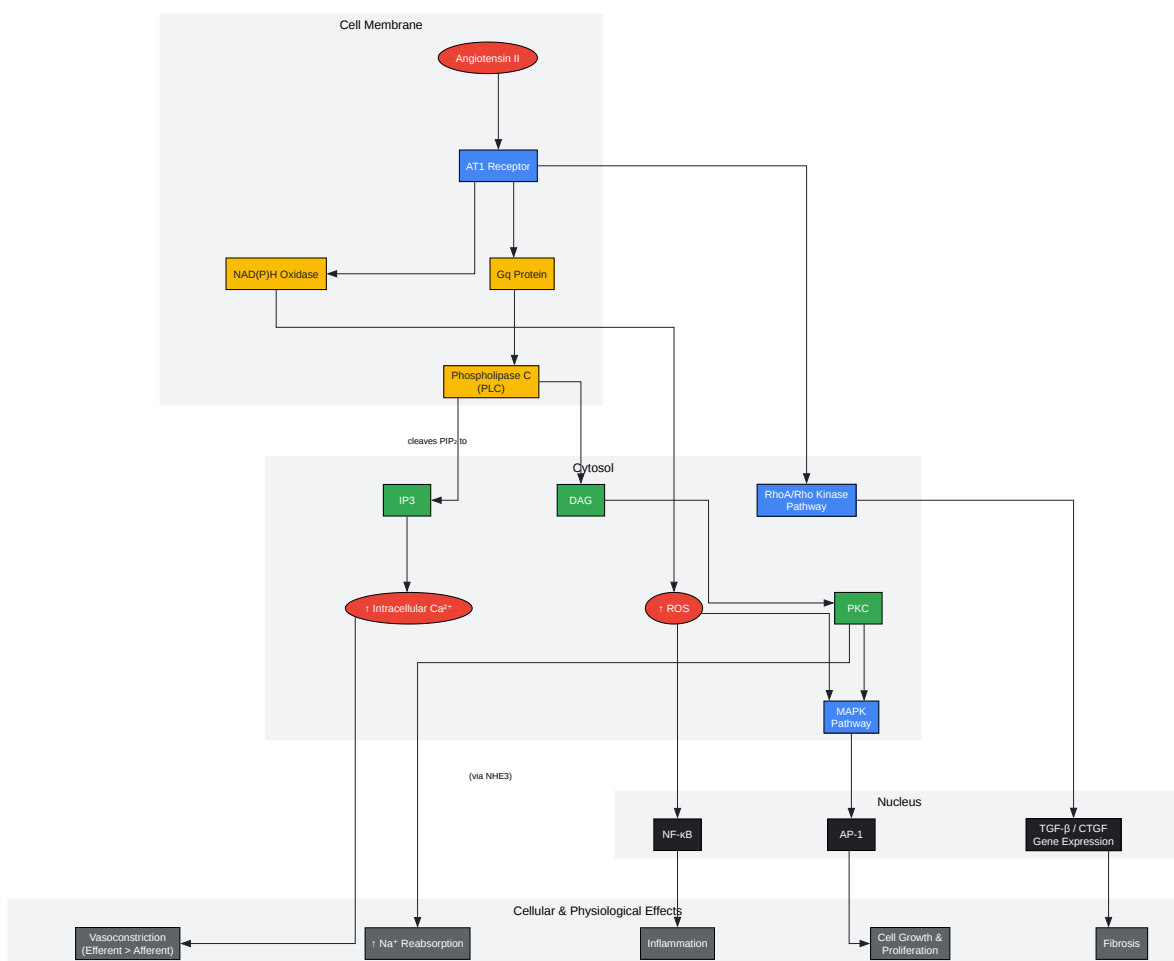 Cell Membrane
Angiotensin II
AT1 Receptor
NAD(P)H Oxidase
Gq Protein
Phospholipase C
(PLC)
cleaves PIP₂ to
Cytosol
IP3
DAG
RhoA/Rho Kinase
Pathway
↑ Intracellular Ca²⁺
↑ ROS
PKC
MAPK
Pathway
(via NHE3)
Nucleus
NF-κB
AP-1
TGF-β / CTGF
Gene Expression
Cellular & Physiological Effects
Vasoconstriction
(Efferent > Afferent)
↑ Na⁺ Reabsorption
Inflammation
Cell Growth &
Proliferation
Fibrosis